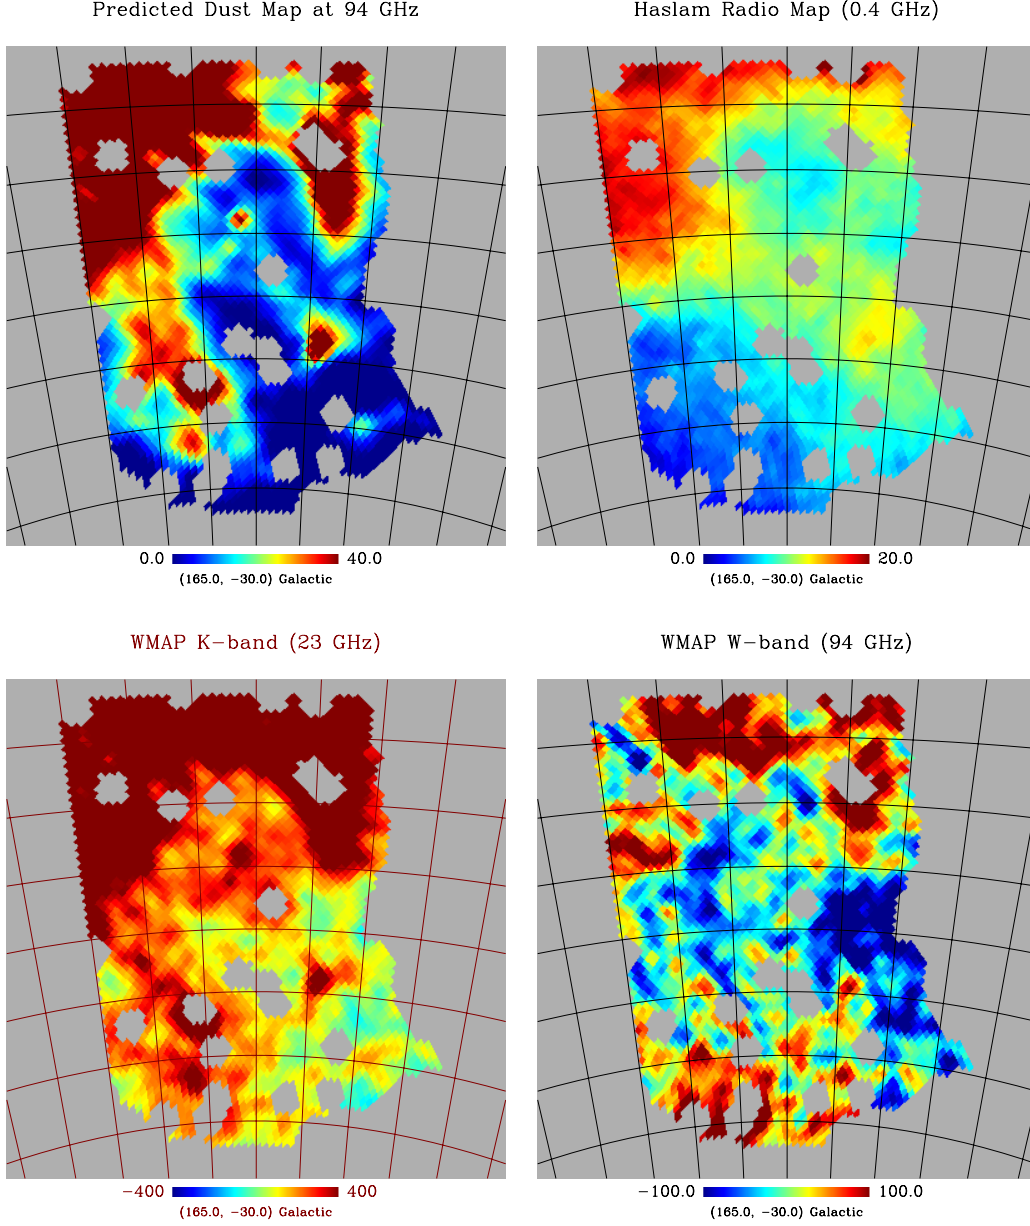 Predicted Dust Map at 94 GHz
Haslam Radio Map (0.4 GHz)
0.0 40.0
(165.0, −30.0) Galactic
0.0 20.0
(165.0, −30.0) Galactic
WMAP K−band (23 GHz)
WMAP W−band (94 GHz)
−400 400
(165.0, −30.0) Galactic
−100.0 100.0
(165.0, −30.0) Galactic